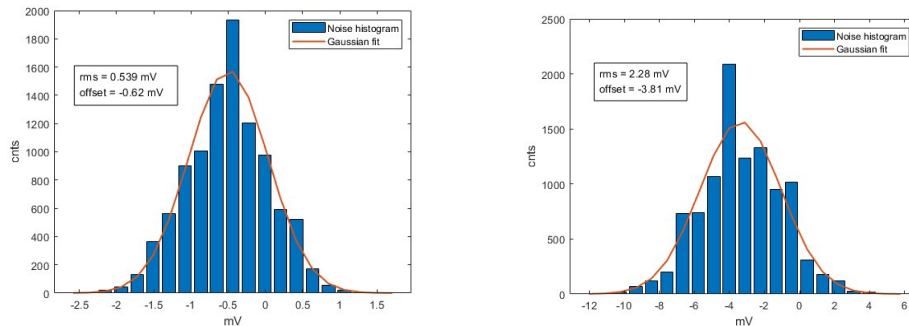 2000
1800
1600
1400
1200
1000
800
600
400
200
0
cnts
Noise histogram
Gaussian fit
rms = 0.539 mV
offset = -0.62 mV
-2.5 -2 -1.5 -1 -0.5 0 0.5 1 1.5
mV
2500
2000
1500
1000
500
0
cnts
Noise histogram
Gaussian fit
rms = 2.28 mV
offset = -3.81 mV
-12 -10 -8 -6 -4 -2 0 2 4 6
mV